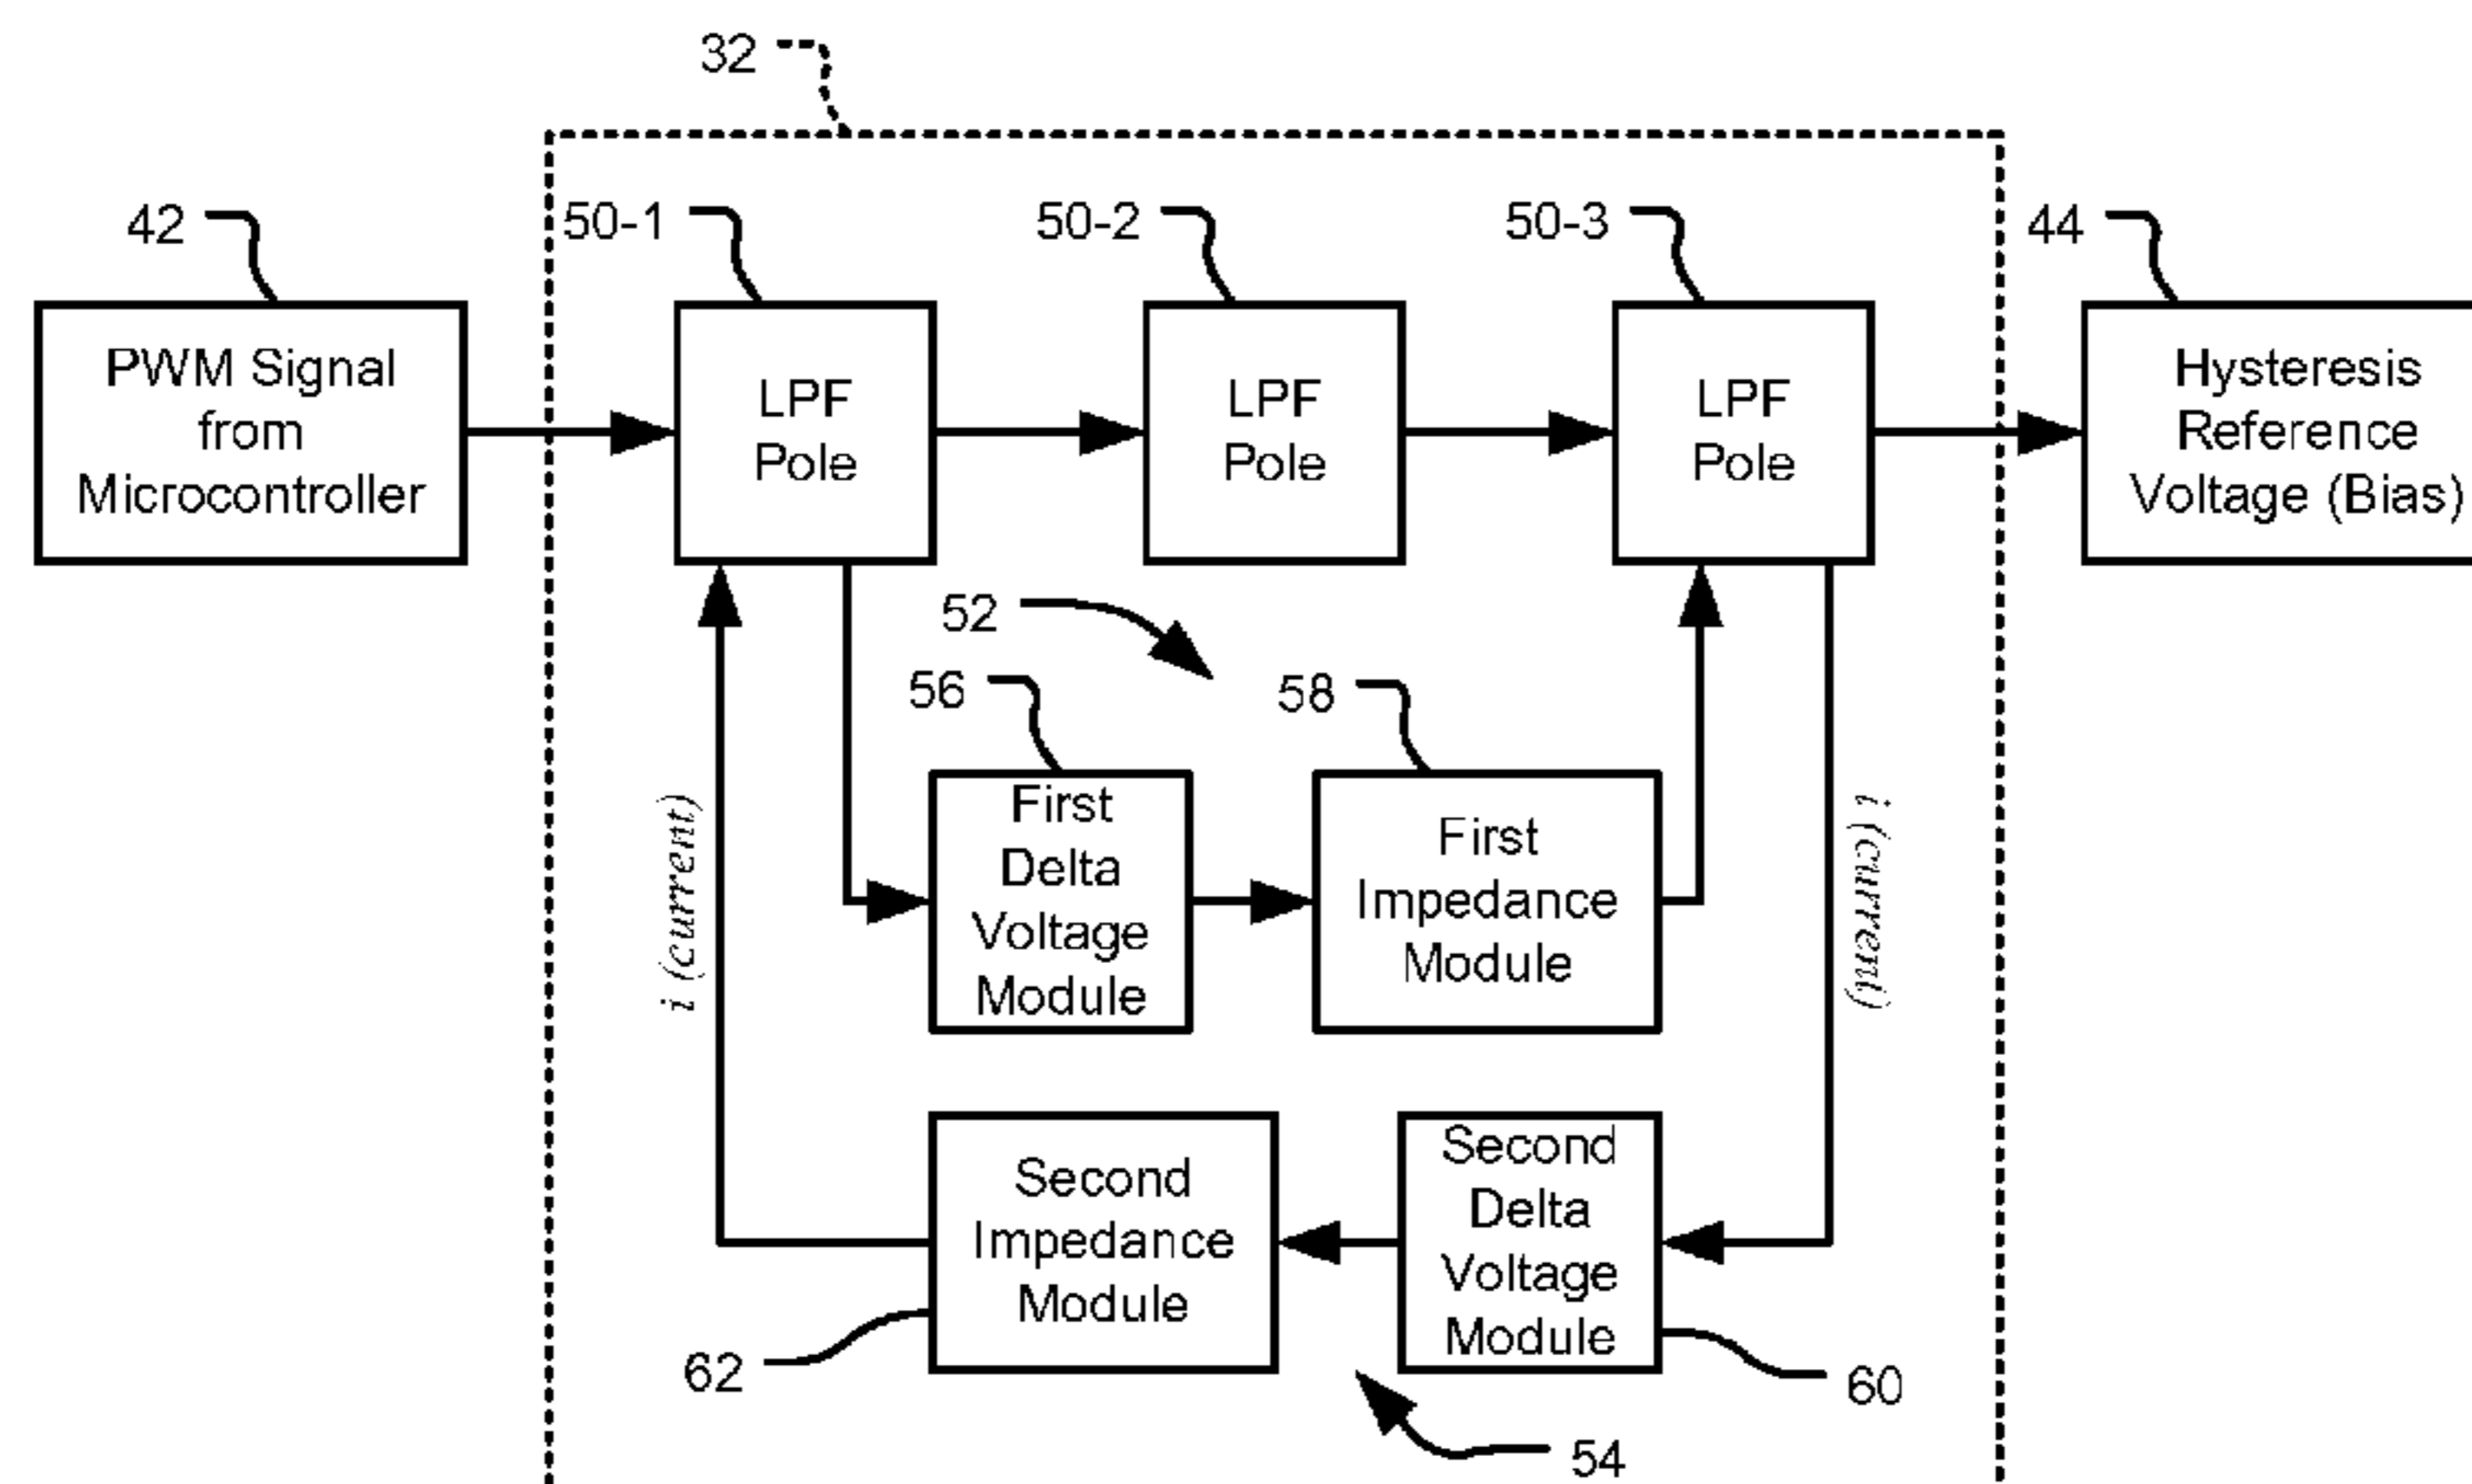 32
42
50-1
50-2
50-3
44
PWM Signal
from
Microcontroller
LPF
Pole
LPF
Pole
LPF
Pole
Hysteresis
Reference
Voltage (Bias)
52
56
58
i (current)
First
Delta
Voltage
Module
First
Impedance
Module
i (current)
Second
Impedance
Module
Second
Delta
Voltage
Module
62
60
54